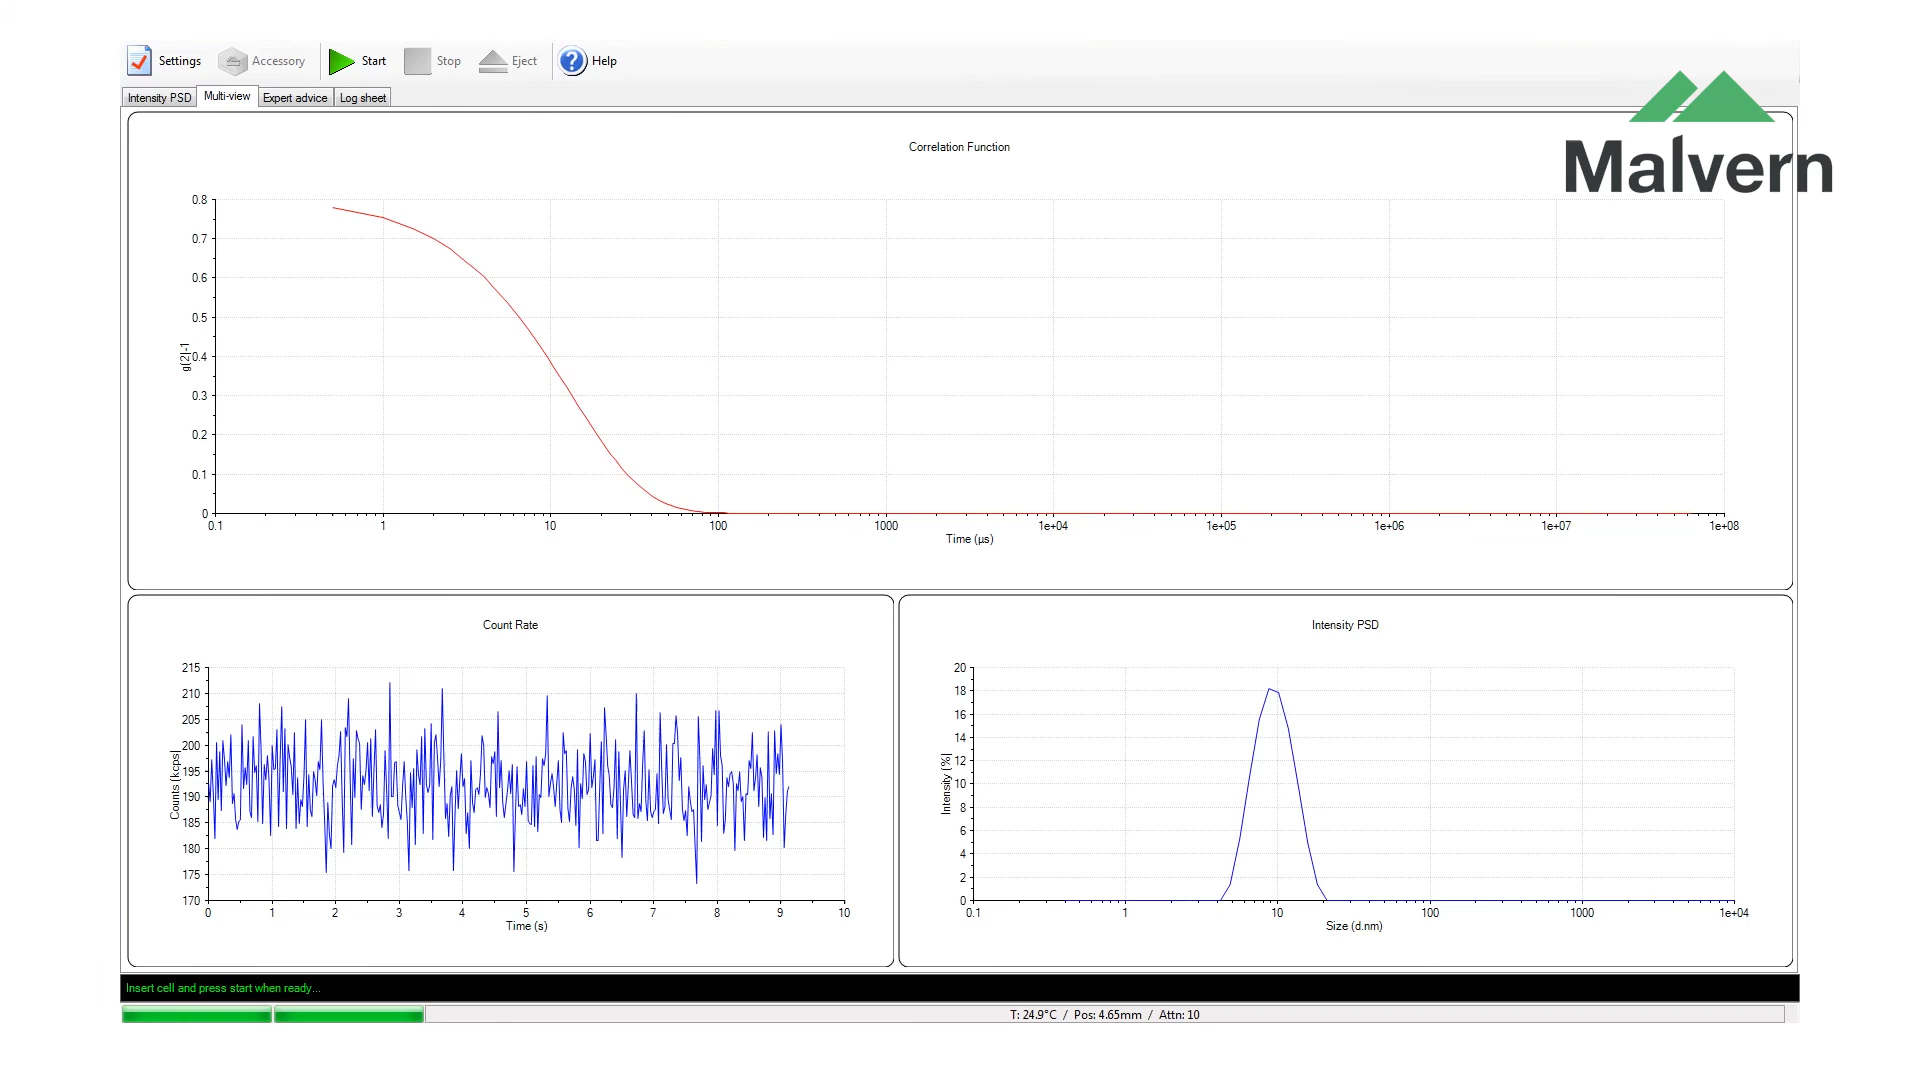 Settings Accessory Start Stop Eject ? Help
Intensity PSD Multi-view Expert advice Log sheet
Malvern
Correlation Function
0.8
0.7
0.6
0.5
g(2)-1
0.4
0.3
0.2
0.1
0
0.1 1 10 100 1000 1e+04 1e+05 1e+06 1e+07 1e+08
Time (µs)
Count Rate
215
210
205
200
195
190
185
180
175
170
Counts (kcps)
0 1 2 3 4 5 6 7 8 9 10
Time (s)
Intensity PSD
20
18
16
14
12
10
8
6
4
2
0
Intensity (%)
0.1 1 10 100 1000 1e+04
Size (d.nm)
Insert cell and press start when ready...
T: 24.9°C / Pos: 4.65mm / Attn: 10